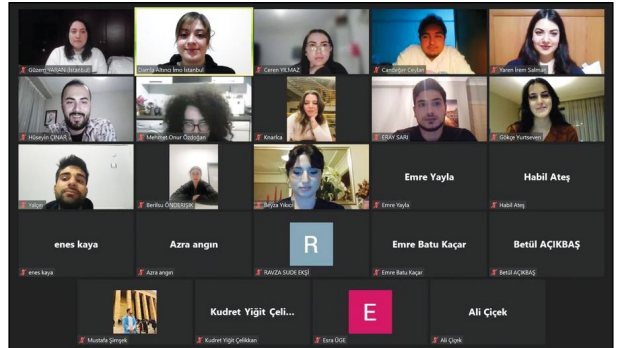 Güzem YARAN (İstanbul)
Damla Altıncı İmo İstanbul
Ceren YILMAZ
Candeğer Ceylan
Yaren İrem Salman
Hüseyin ÇINAR
Mehmet Onur Özdoğan
Knarica
ERAY SARI
Gökçe Yurtseven
Yalçın
Berilsu ÖNDERIŞIK
Beyza Yıkıcı
Emre Yayla
Emre Yayla
Habil Ateş
Habil Ateş
enes kaya
enes kaya
Azra angın
Azra angın
R
RAVZA SUDE EKŞİ
Emre Batu Kaçar
Emre Batu Kaçar
Betül AÇIKBAŞ
Betül AÇIKBAŞ
Mustafa Şimşek
Kudret Yiğit Çeli...
Kudret Yiğit Çelikkan
E
Esra ÜGE
Ali Çiçek
Ali Çiçek